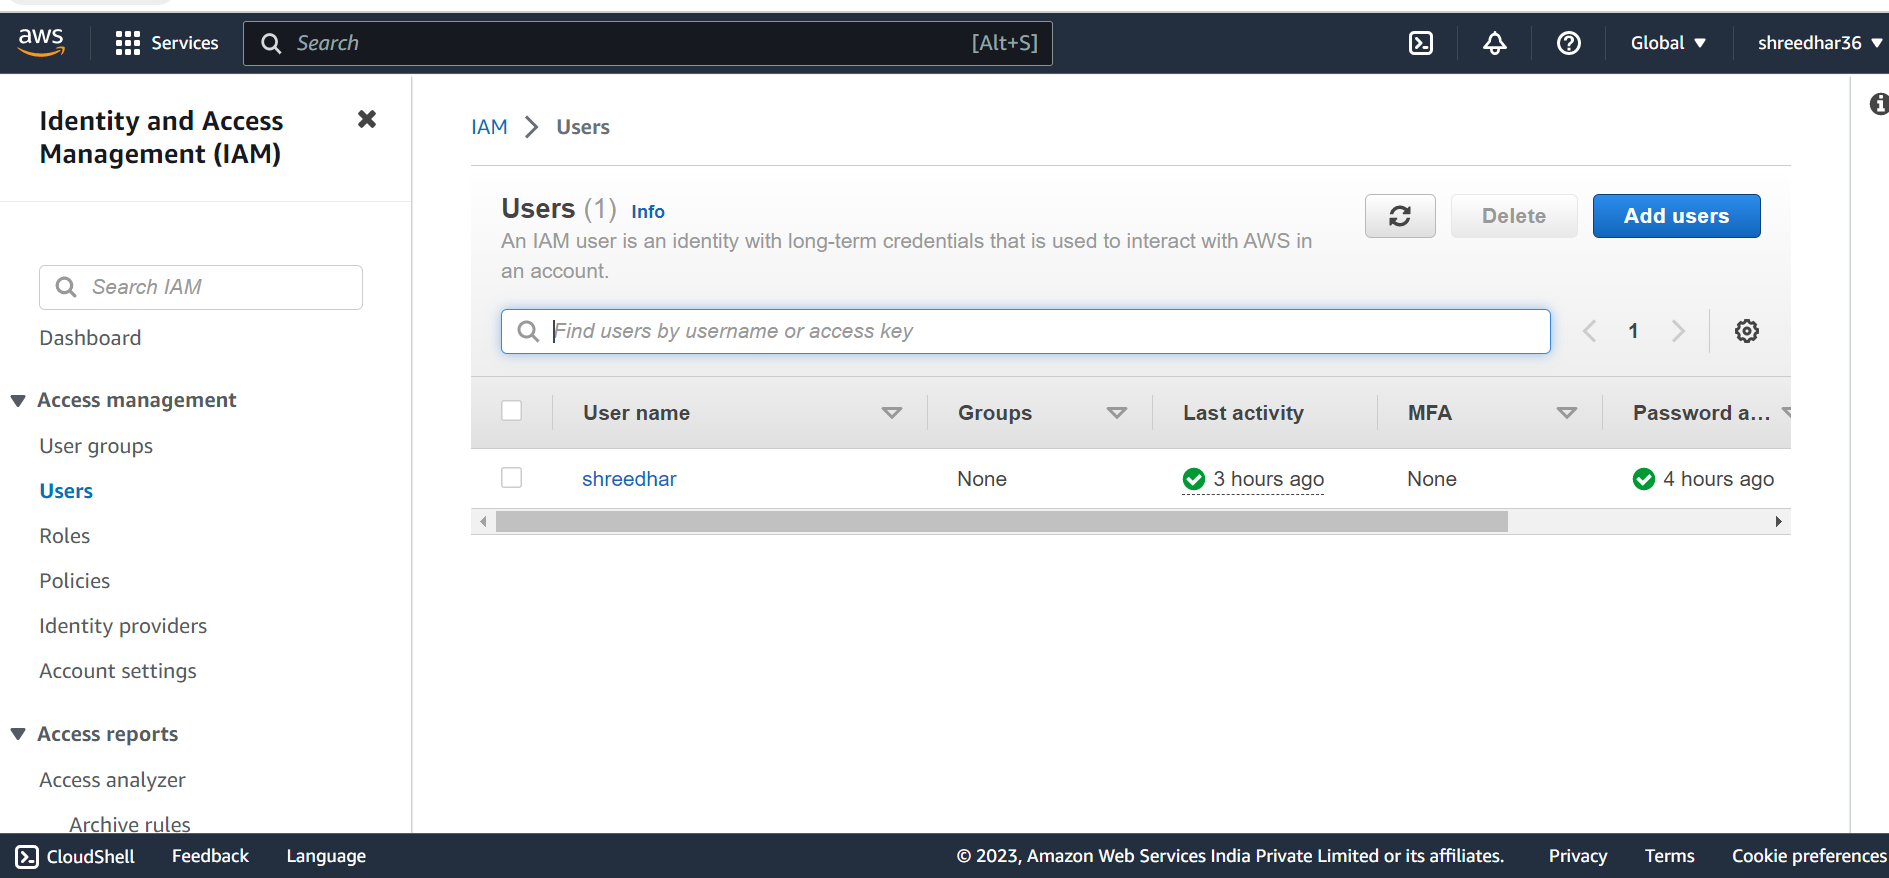 aws
Services
Search
[Alt+S]
Global
shreedhar36
Identity and Access
Management (IAM)
Search IAM
Dashboard
Access management
User groups
Users
Roles
Policies
Identity providers
Account settings
Access reports
Access analyzer
Archive rules
IAM
Users
Users (1) Info
An IAM user is an identity with long-term credentials that is used to interact with AWS in
an account.
Delete
Add users
Find users by username or access key
1
User name Groups Last activity MFA Password a...
shreedhar None 3 hours ago None 4 hours ago
CloudShell Feedback Language © 2023, Amazon Web Services India Private Limited or its affiliates. Privacy Terms Cookie preferences